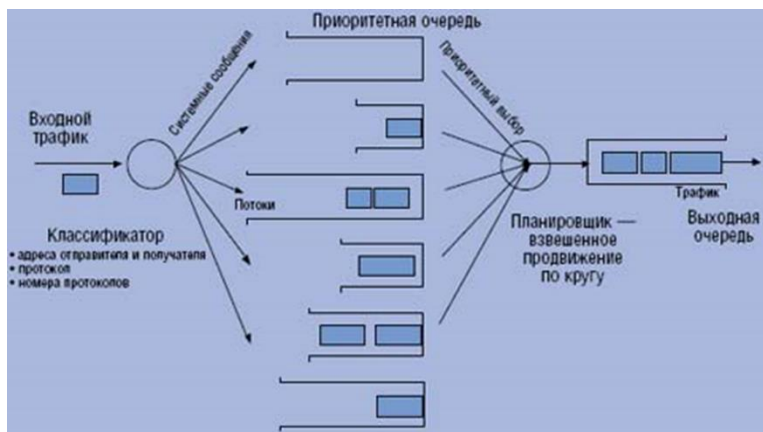 Приоритетная очередь
Системные сообщения
Приоритетный выбор
Входной
трафик
Потоки
Трафик
Классификатор
• адреса отправителя и получателя
• протокол
• номера протоколов
Планировщик —
взвешенное
продвижение
по кругу
Выходная
очередь